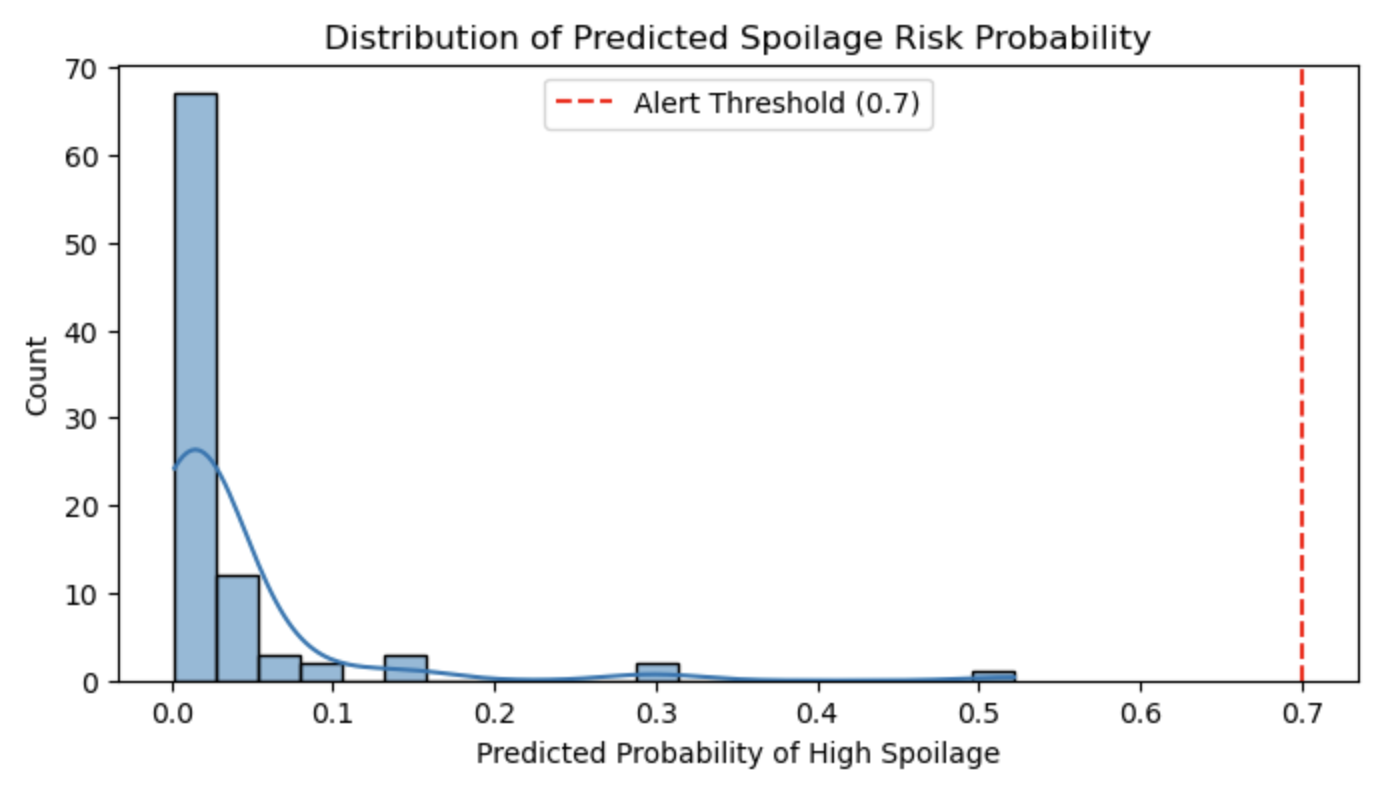 Distribution of Predicted Spoilage Risk Probability
Alert Threshold (0.7)
Count
70
60
50
40
30
20
10
0
0.0 0.1 0.2 0.3 0.4 0.5 0.6 0.7
Predicted Probability of High Spoilage